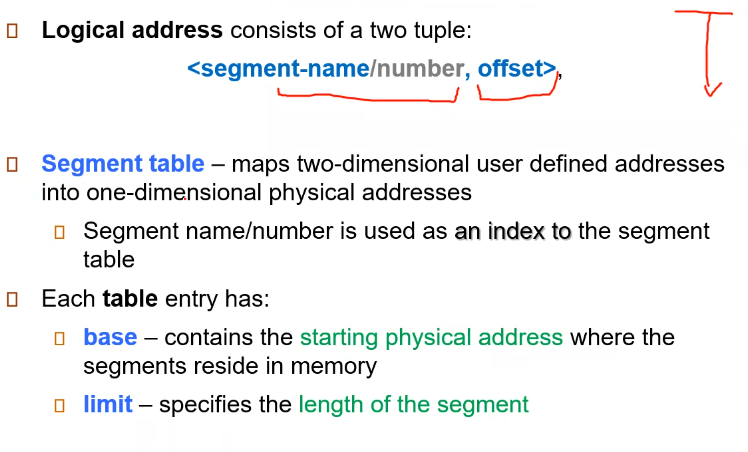 Logical address consists of a two tuple:
<segment-name/number, offset>,
Segment table – maps two-dimensional user defined addresses
into one-dimensional physical addresses
Segment name/number is used as an index to the segment
table
Each table entry has:
base – contains the starting physical address where the
segments reside in memory
limit – specifies the length of the segment